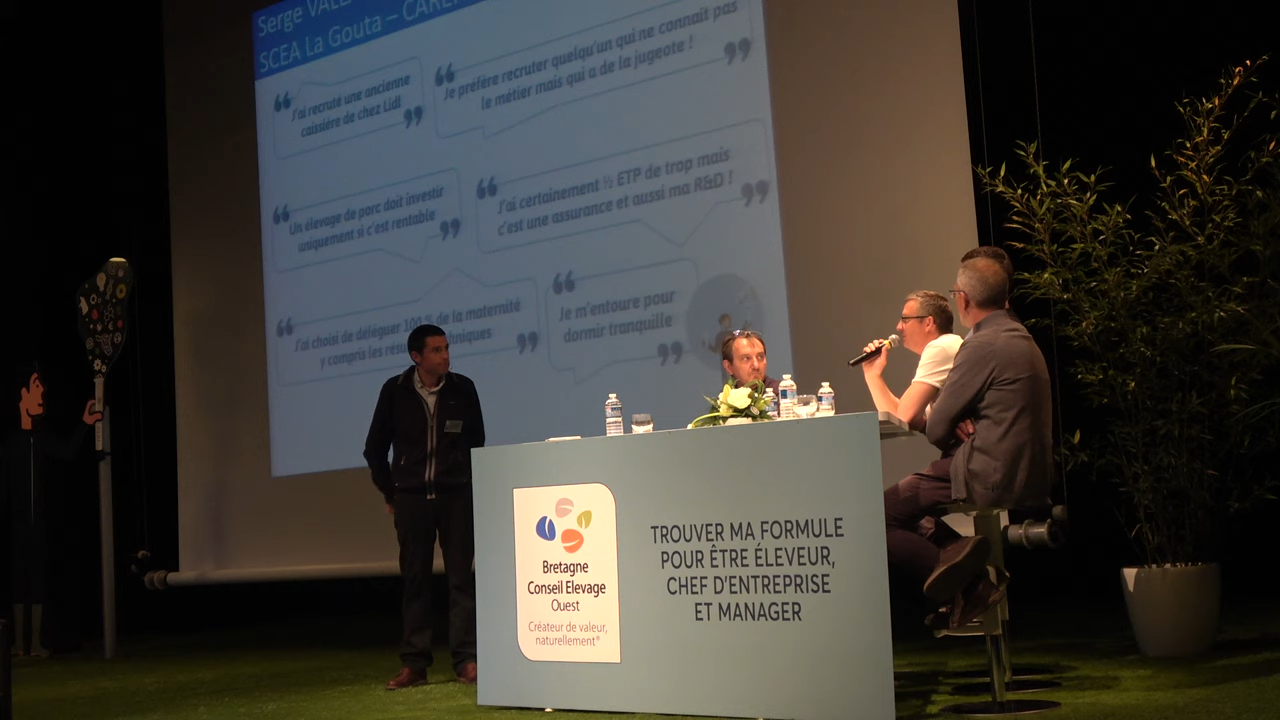 Serge
SCEA La Gouta –
J'ai recruté une ancienne
caissière de chez Lidl
Je préfère recruter quelqu'un qui ne connait pas
le métier mais qui a de la jugeote !
Un élevage de porc doit investir
uniquement si c'est rentable
J'ai certainement ½ ETP de trop mais
c'est une assurance et aussi ma R&D !
J'ai choisi de déléguer 100 % de la maternité
y compris les
Je m'entoure pour
dormir tranquille
Bretagne
Conseil Elevage
Ouest
Créateur de valeur,
naturellement®
TROUVER MA FORMULE
POUR ÊTRE ÉLEVEUR,
CHEF D'ENTREPRISE
ET MANAGER